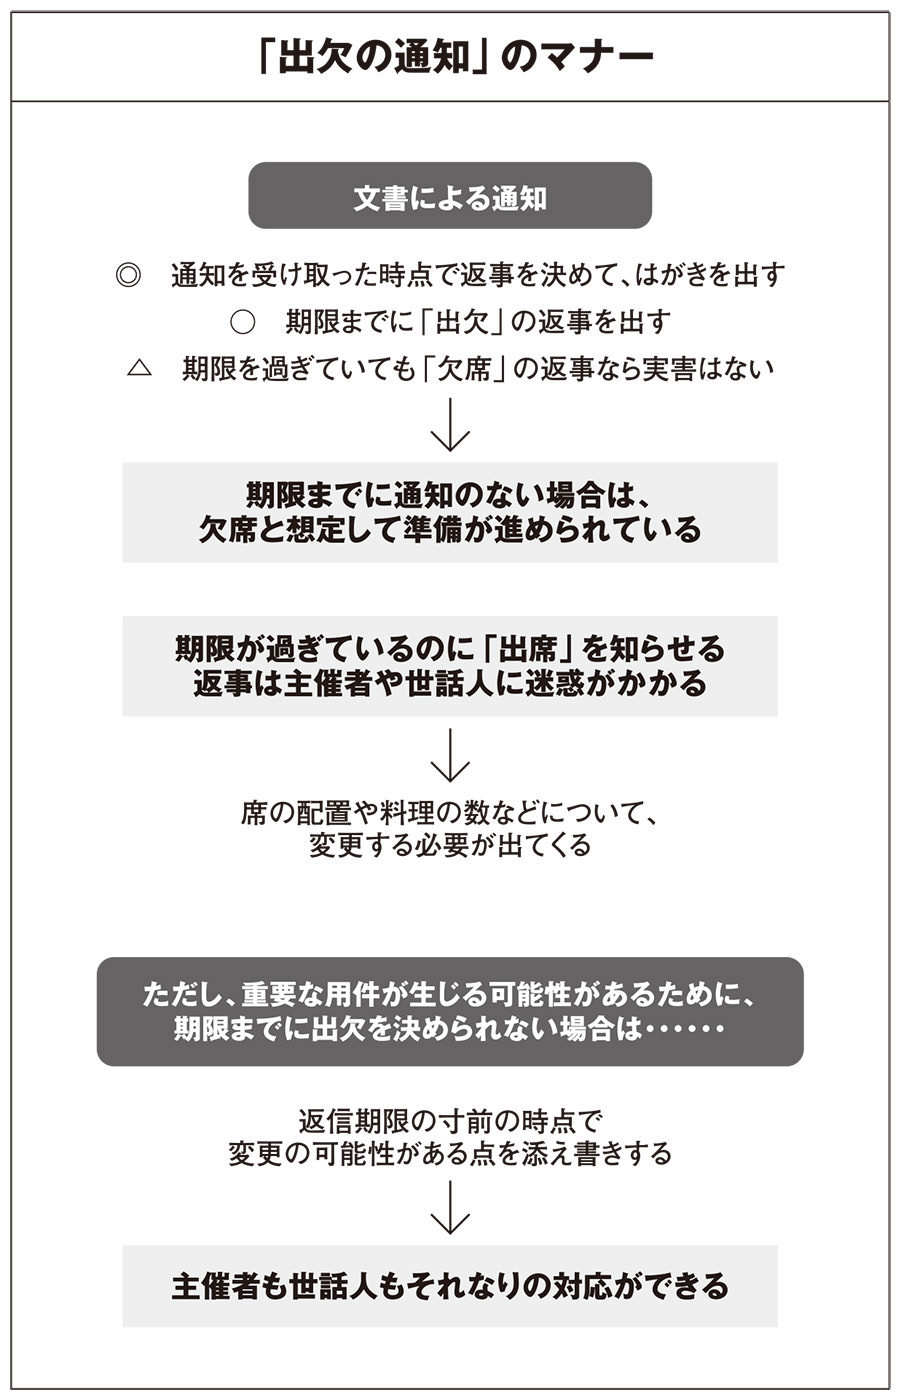 「出欠の通知」のマナー
文書による通知
◎　通知を受け取った時点で返事を決めて、はがきを出す
○　期限までに「出欠」の返事を出す
△　期限を過ぎていても「欠席」の返事なら実害はない
期限までに通知のない場合は、
欠席と想定して準備が進められている
期限が過ぎているのに「出席」を知らせる
返事は主催者や世話人に迷惑がかかる
席の配置や料理の数などについて、
変更する必要が出てくる
ただし、重要な用件が生じる可能性があるために、
期限までに出欠を決められない場合は・・・・・・
返信期限の寸前の時点で
変更の可能性がある点を添え書きする
主催者も世話人もそれなりの対応ができる